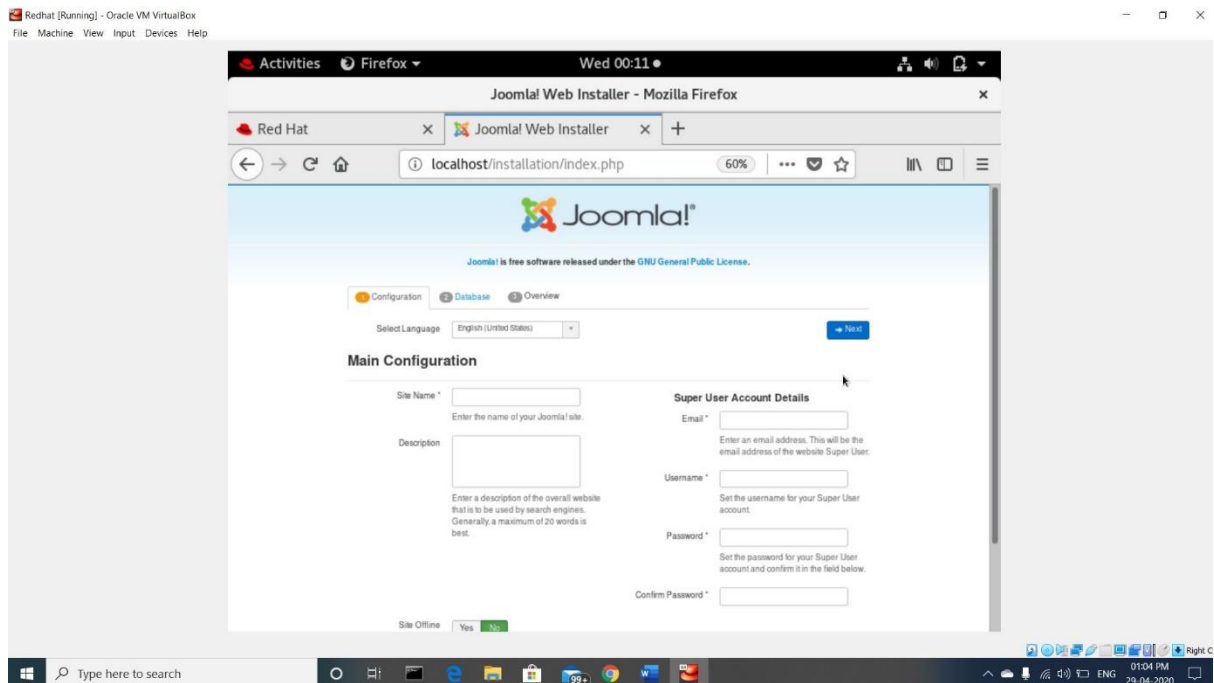 Redhat [Running] - Oracle VM VirtualBox
File Machine View Input Devices Help
Activities Firefox Wed 00:11
Joomla! Web Installer - Mozilla Firefox
Red Hat Joomla! Web Installer
localhost/installation/index.php 60%
Joomla!®
Joomla! is free software released under the GNU General Public License.
1 Configuration 2 Database 3 Overview
Select Language English (United States) Next
Main Configuration
Site Name *
Enter the name of your Joomla! site.
Description
Enter a description of the overall website
that is to be used by search engines.
Generally, a maximum of 20 words is
best.
Super User Account Details
Email *
Enter an email address. This will be the
email address of the website Super User.
Username *
Set the username for your Super User
account.
Password *
Set the password for your Super User
account and confirm it in the field below.
Confirm Password *
Site Offline Yes No
Right C
Type here to search 99+ ENG 01:04 PM
29-04-2020